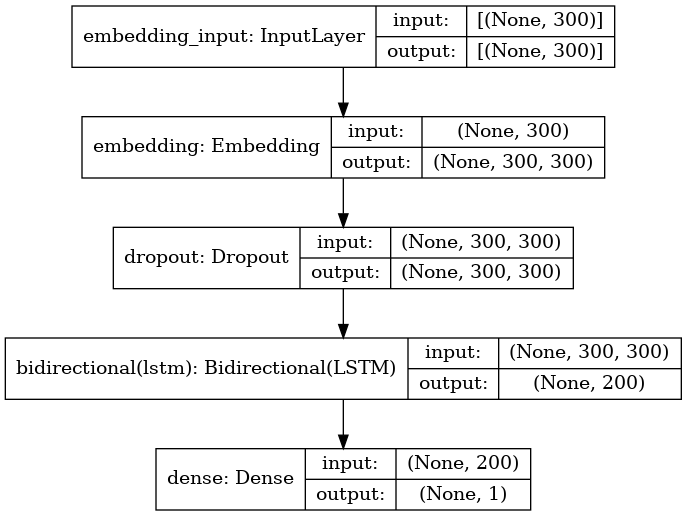 embedding_input: InputLayer
input: [(None, 300)]
output: [(None, 300)]
embedding: Embedding
input: (None, 300)
output: (None, 300, 300)
dropout: Dropout
input: (None, 300, 300)
output: (None, 300, 300)
bidirectional(lstm): Bidirectional(LSTM)
input: (None, 300, 300)
output: (None, 200)
dense: Dense
input: (None, 200)
output: (None, 1)